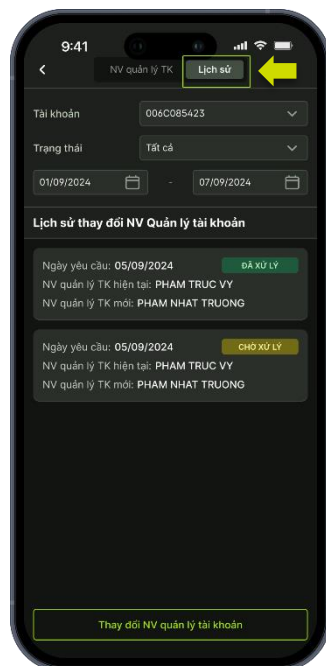 9:41
NV quản lý TK Lịch sử
Tài khoản 006C085423
Trạng thái Tất cả
01/09/2024 - 07/09/2024
Lịch sử thay đổi NV Quản lý tài khoản
Ngày yêu cầu: 05/09/2024 ĐÃ XỬ LÝ
NV quản lý TK hiện tại: PHAM TRUC VY
NV quản lý TK mới: PHAM NHAT TRUONG
Ngày yêu cầu: 05/09/2024 CHỜ XỬ LÝ
NV quản lý TK hiện tại: PHAM TRUC VY
NV quản lý TK mới: PHAM NHAT TRUONG
Thay đổi NV quản lý tài khoản